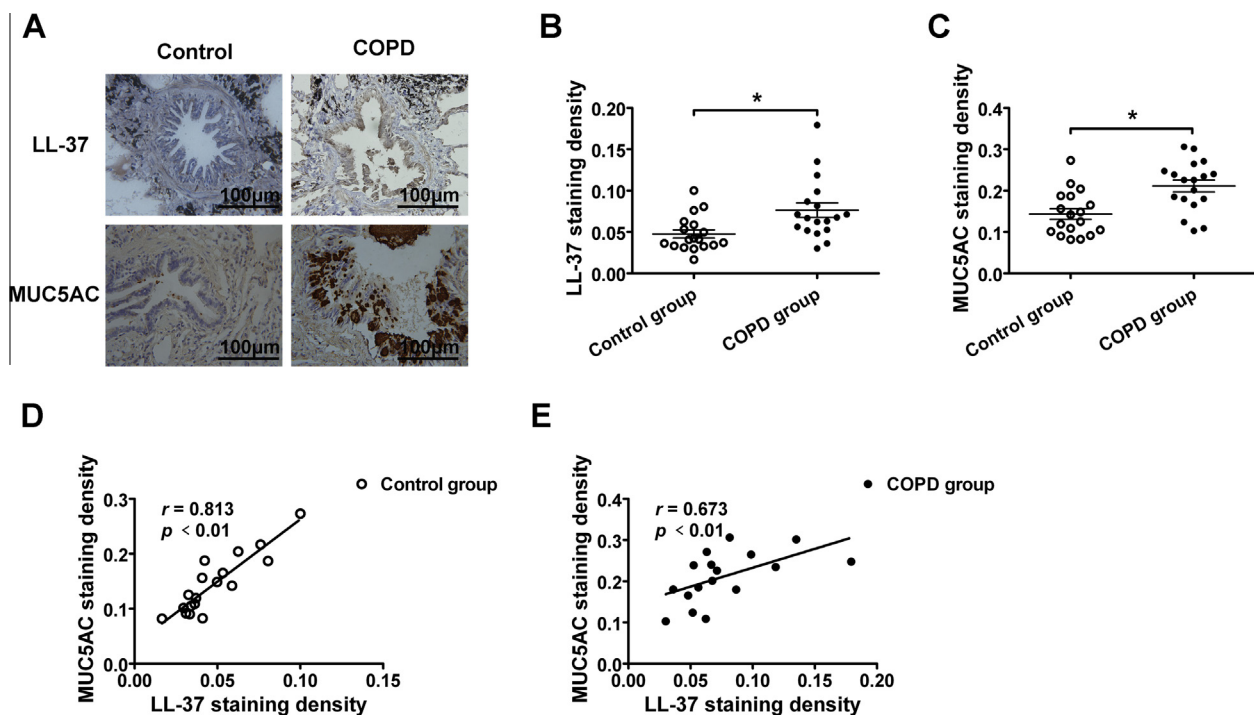 A
Control
COPD
LL-37
100µm
100µm
MUC5AC
100µm
100µm
B
LL-37 staining density
0.20
0.15
0.10
0.05
0.00
*
Control group
COPD group
C
MUC5AC staining density
0.4
0.3
0.2
0.1
0.0
*
Control group
COPD group
D
MUC5AC staining density
0.3
0.2
0.1
0.0
r = 0.813
p < 0.01
Control group
0.00
0.05
0.10
0.15
LL-37 staining density
E
MUC5AC staining density
0.4
0.3
0.2
0.1
0.0
r = 0.673
p < 0.01
COPD group
0.00
0.05
0.10
0.15
0.20
LL-37 staining density